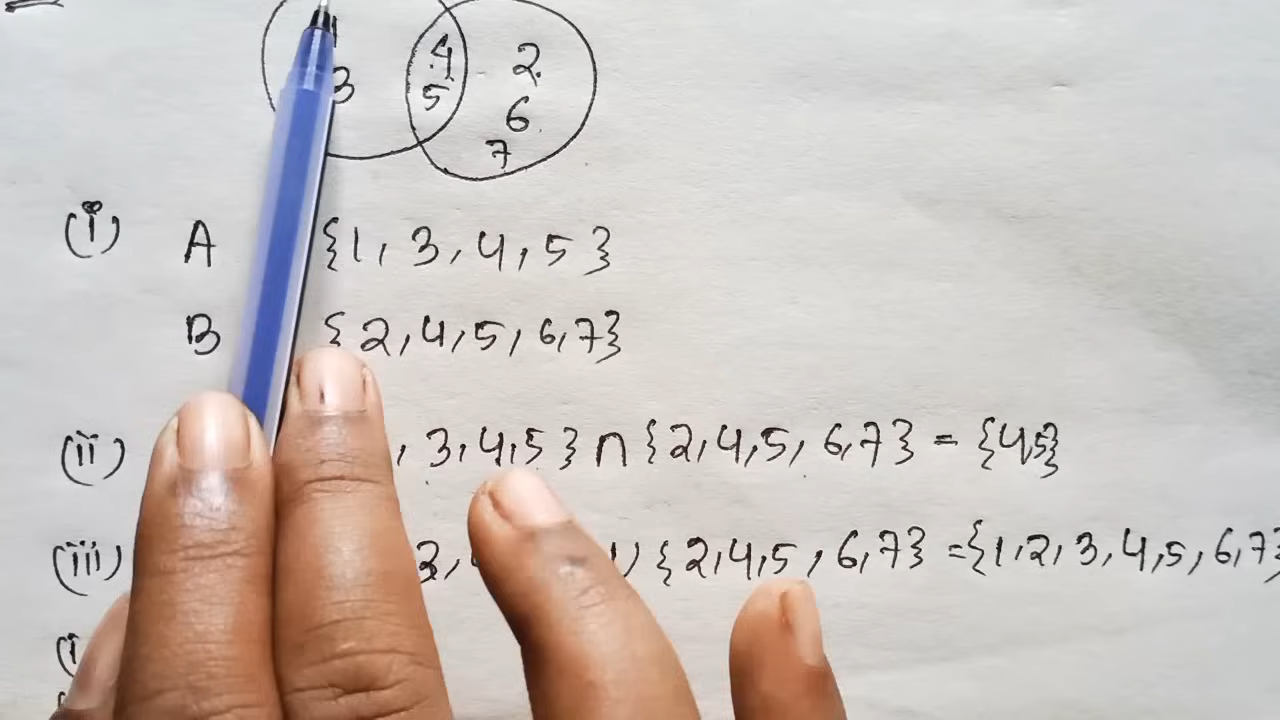 4 2
3 5 6
7
(i) A {1, 3, 4, 5}
B {2, 4, 5, 6, 7}
(ii) , 3, 4, 5} ∩ {2, 4, 5, 6, 7} = {4,5}
(iii) 3, {2, 4, 5, 6, 7} = {1, 2, 3, 4, 5, 6, 7}